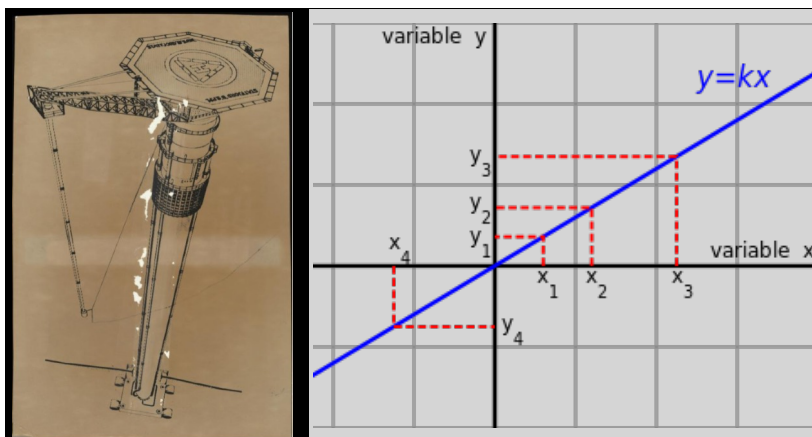 variable y
y=kx
y₃
y₂
y₁
x₄
variable x
x₁
x₂
x₃
y₄